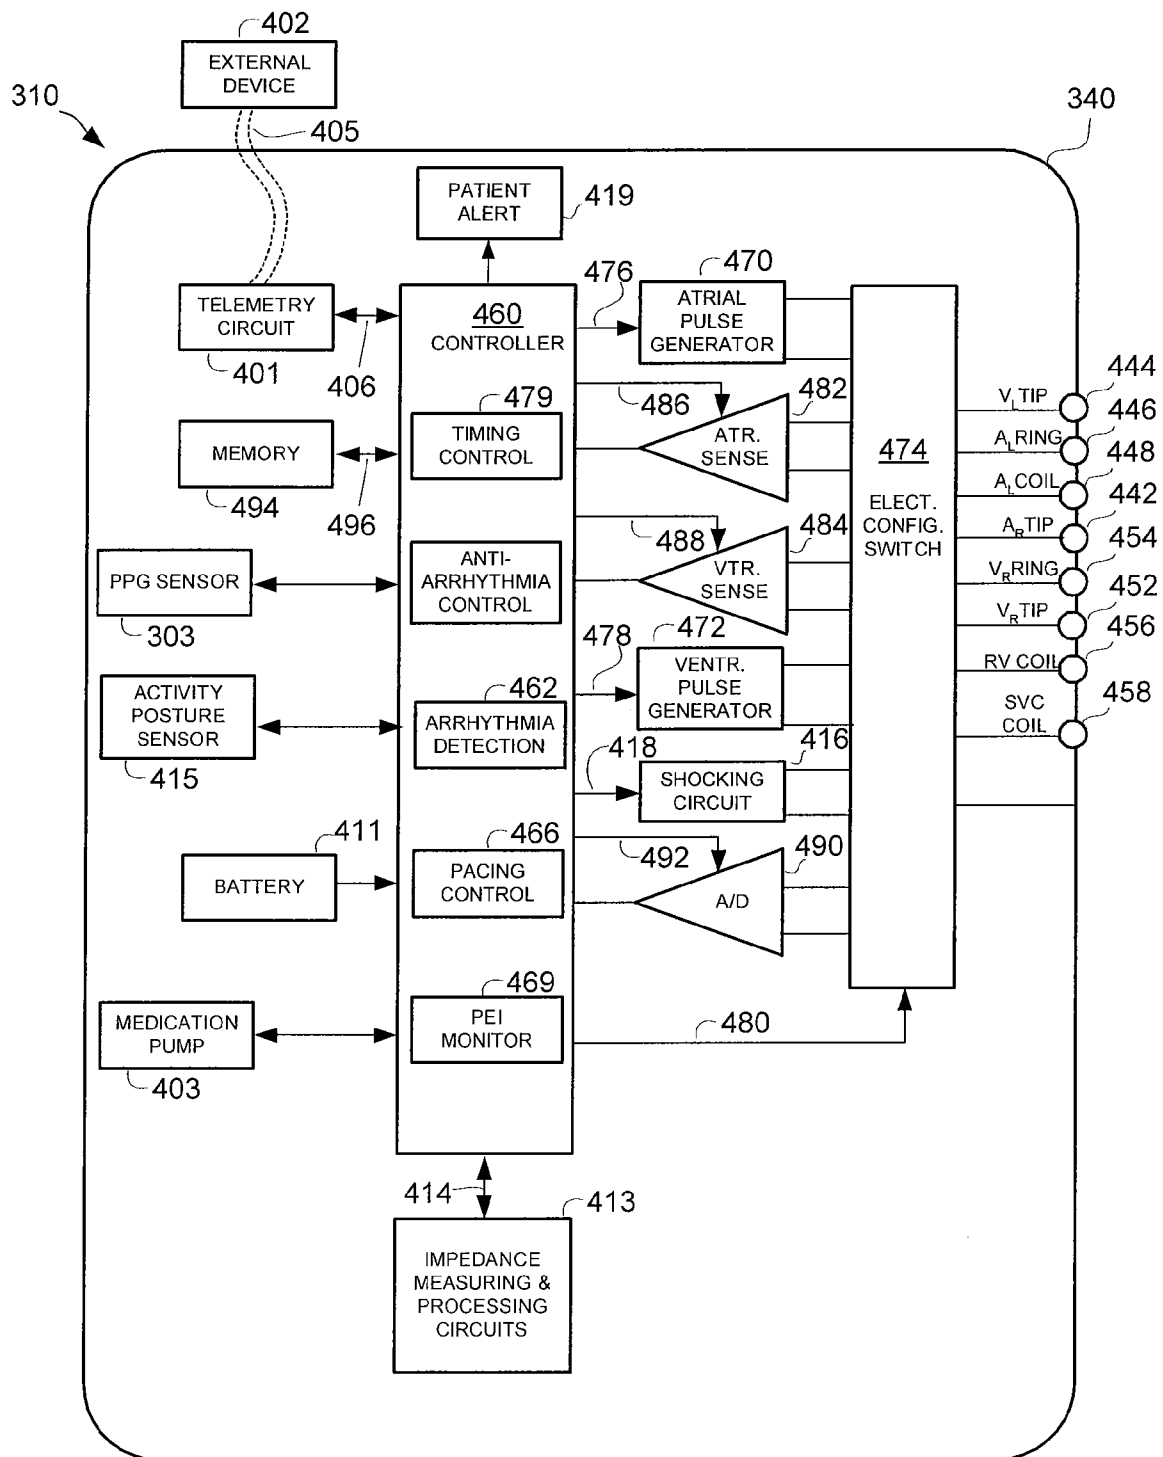 402
EXTERNAL
DEVICE
310
405
340
PATIENT
ALERT
419
476
470
TELEMETRY
CIRCUIT
401
406
460
CONTROLLER
ATRIAL
PULSE
GENERATOR
486
482
444
VLTIP
446
ALRING
448
ALCOIL
442
ARTIP
454
VRRING
452
VRTIP
456
RV COIL
SVC
COIL
458
479
TIMING
CONTROL
ATR.
SENSE
474
ELECT.
CONFIG.
SWITCH
MEMORY
494
496
488
484
ANTI-
ARRHYTHMIA
CONTROL
VTR.
SENSE
PPG SENSOR
303
478
472
VENTR.
PULSE
GENERATOR
ACTIVITY
POSTURE
SENSOR
415
462
ARRHYTHMIA
DETECTION
418
416
SHOCKING
CIRCUIT
411
BATTERY
466
PACING
CONTROL
492
490
A/D
469
PEI
MONITOR
480
MEDICATION
PUMP
403
414
413
IMPEDANCE
MEASURING &
PROCESSING
CIRCUITS